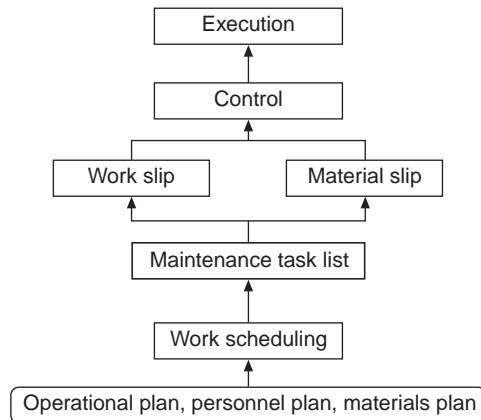 Execution
Control
Work slip
Material slip
Maintenance task list
Work scheduling
Operational plan, personnel plan, materials plan